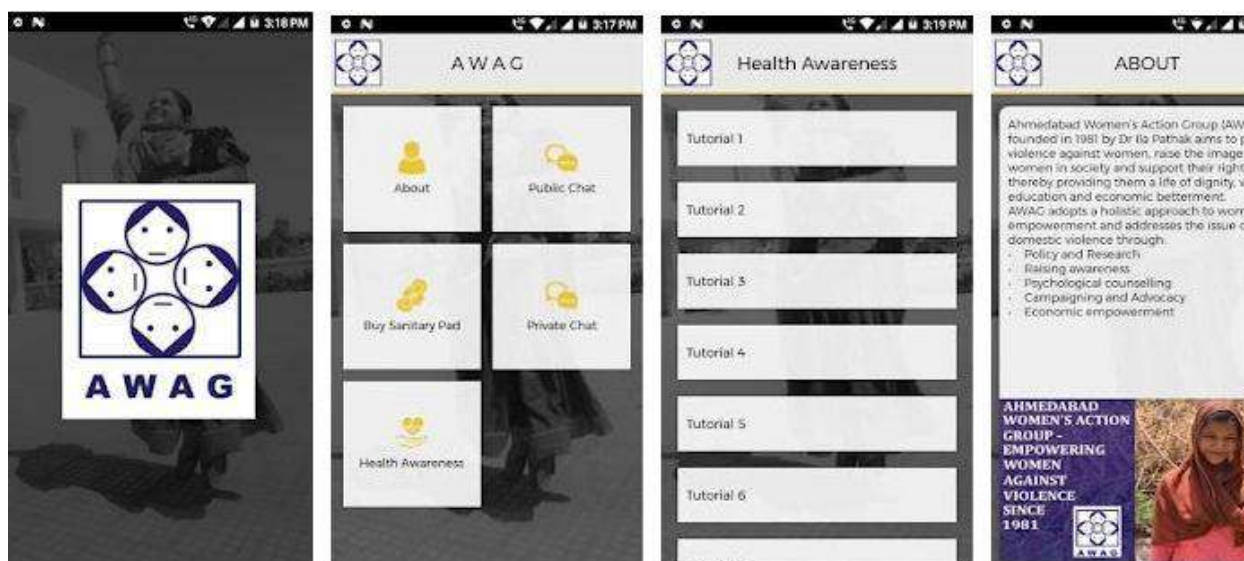 3:18 PM
AWAG
3:17 PM
A W A G
About
Public Chat
Buy Sanitary Pad
Private Chat
Health Awareness
3:19 PM
Health Awareness
Tutorial 1
Tutorial 2
Tutorial 3
Tutorial 4
Tutorial 5
Tutorial 6
ABOUT
Ahmedabad Women's Action Group (AW
founded in 1981 by Dr Ila Pathak aims to p
violence against women, raise the image
women in society and support their right
thereby providing them a life of dignity,
education and economic betterment.
AWAG adopts a holistic approach to wom
empowerment and addresses the issue
domestic violence through:
- Policy and Research
- Raising awareness
- Psychological counselling
- Campaigning and Advocacy
- Economic empowerment
AHMEDABAD
WOMEN'S ACTION
GROUP –
EMPOWERING
WOMEN
AGAINST
VIOLENCE
SINCE
1981
AWAG